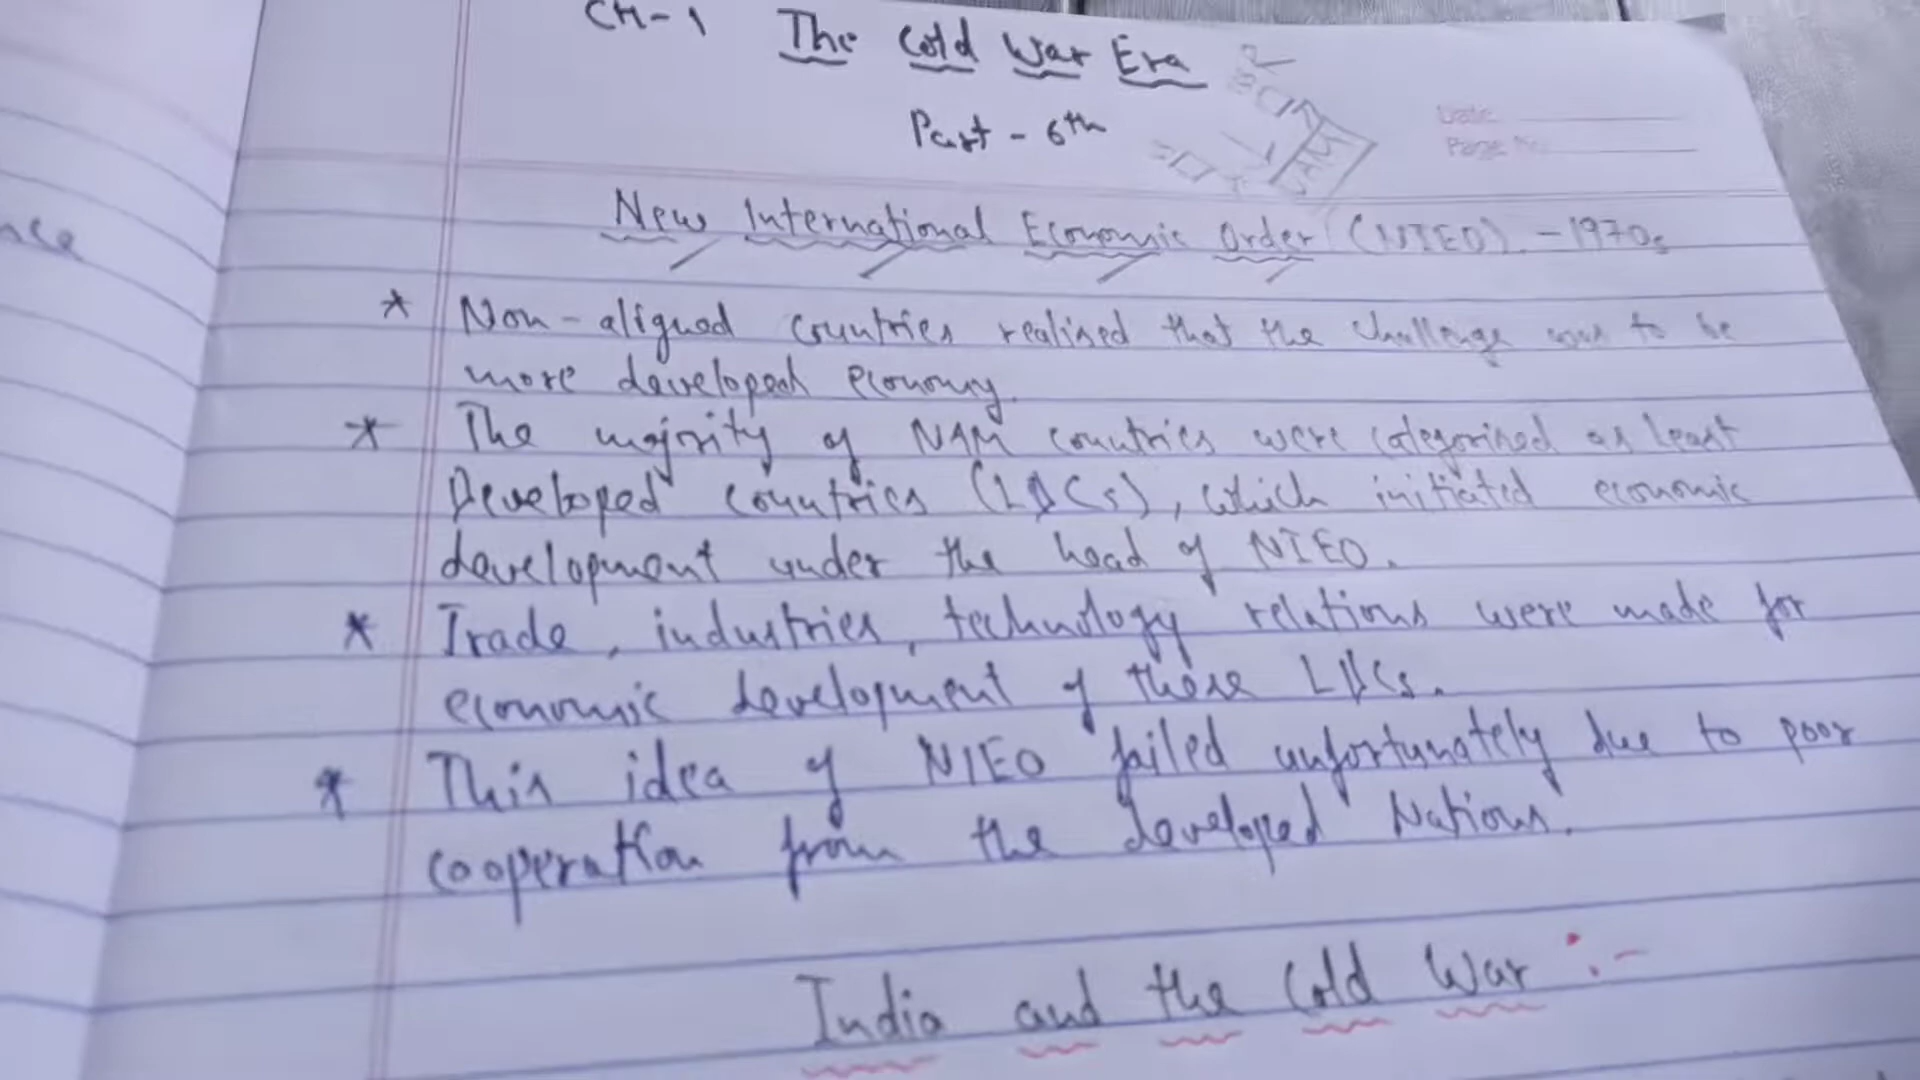 CH-1 The Cold War Era
Part - 6th
Date
Page No.
New International Economic Order (NIEO) - 1970s
* Non-aligned countries realised that the challenge was to be
more developed economy.
* The majority of NAM countries were categorised as Least
Developed countries (LDCs), which initiated economic
development under the head of NIEO.
* Trade, industries, technology relations were made for
economic development of these LDCs.
* This idea of NIEO failed unfortunately due to poor
cooperation from the developed Nations.
India and the Cold War :-